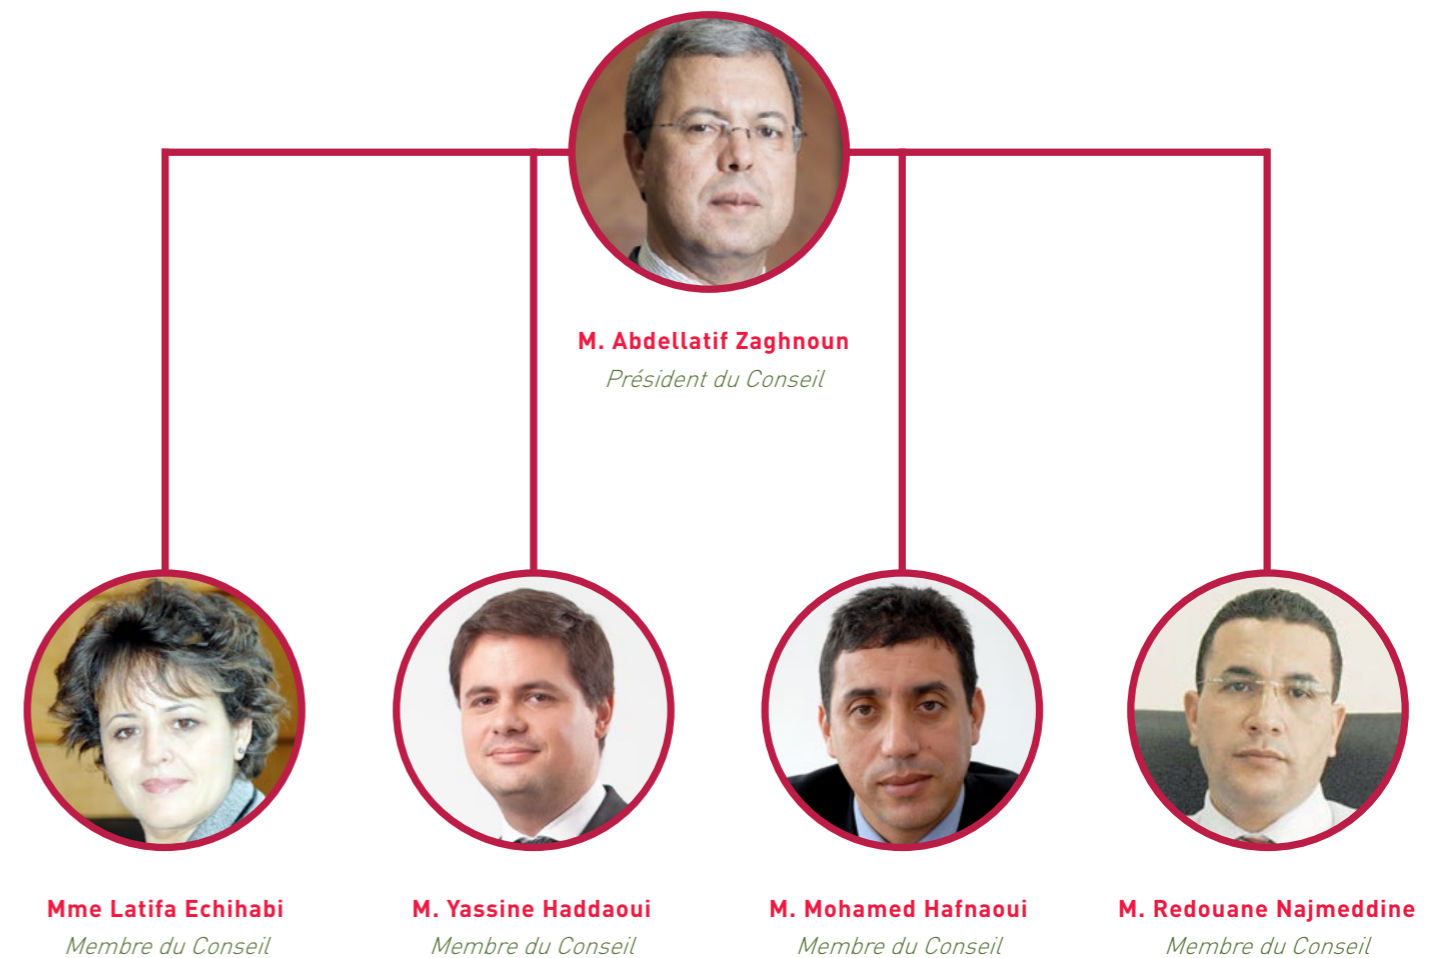 M. Abdellatif Zaghnoun
Président du Conseil
Mme Latifa Echihabi
Membre du Conseil
M. Yassine Haddaoui
Membre du Conseil
M. Mohamed Hafnaoui
Membre du Conseil
M. Redouane Najmeddine
Membre du Conseil